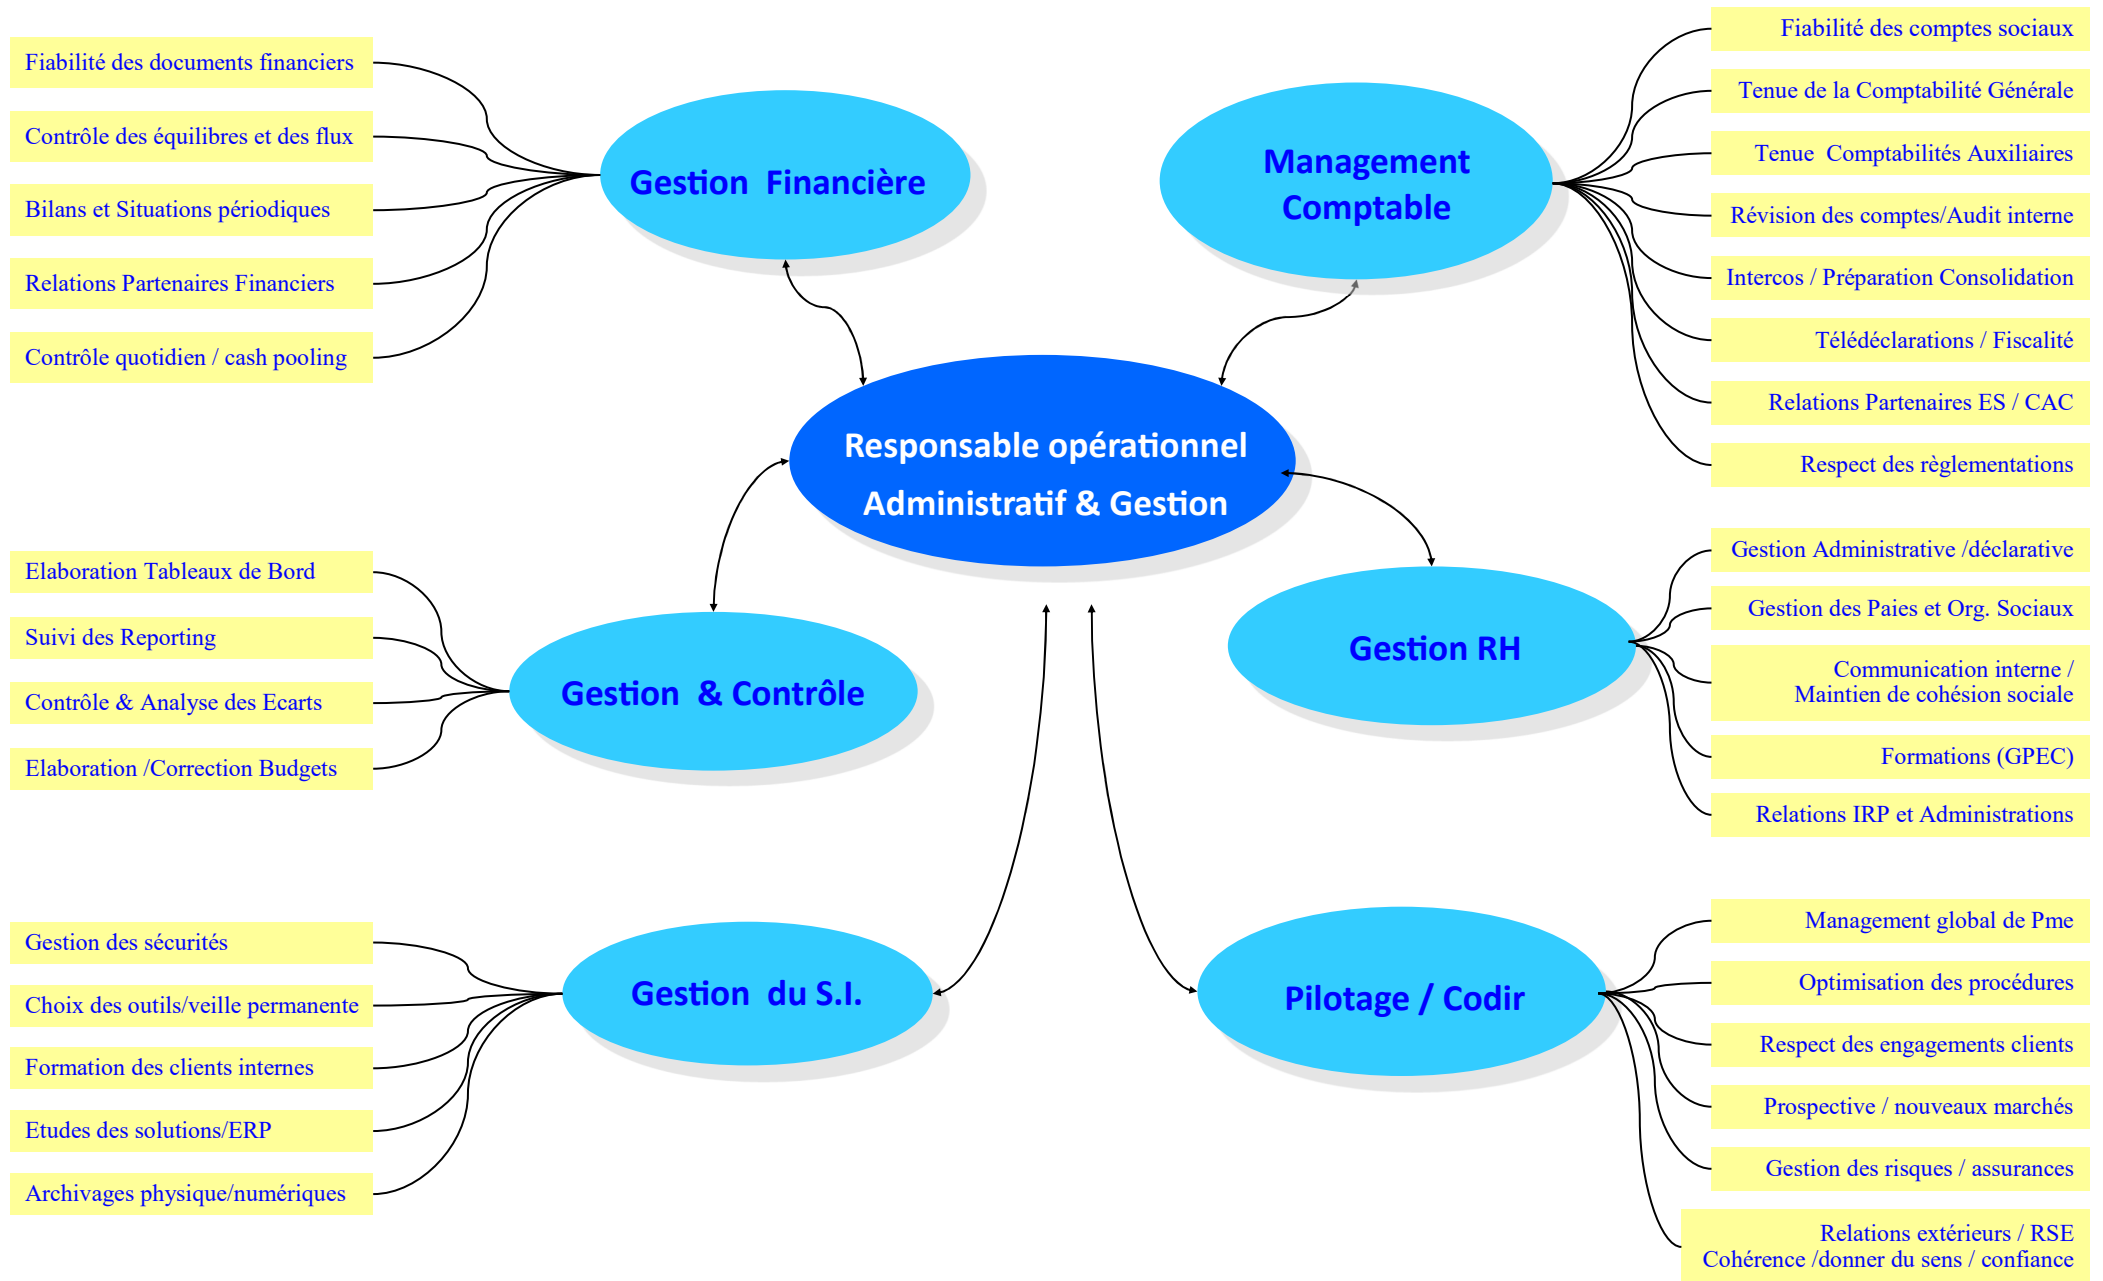 Fiabilité des documents financiers
Contrôle des équilibres et des flux
Bilans et Situations périodiques
Relations Partenaires Financiers
Contrôle quotidien / cash pooling
Gestion  Financière
Management
Comptable
Fiabilité des comptes sociaux
Tenue de la Comptabilité Générale
Tenue  Comptabilités Auxiliaires
Révision des comptes/Audit interne
Intercos / Préparation Consolidation
Télédéclarations / Fiscalité
Relations Partenaires ES / CAC
Respect des règlementations
Responsable opérationnel
Administratif & Gestion
Elaboration Tableaux de Bord
Suivi des Reporting
Contrôle & Analyse des Ecarts
Elaboration /Correction Budgets
Gestion  & Contrôle
Gestion RH
Gestion Administrative /déclarative
Gestion des Paies et Org. Sociaux
Communication interne /
Maintien de cohésion sociale
Formations (GPEC)
Relations IRP et Administrations
Gestion des sécurités
Choix des outils/veille permanente
Formation des clients internes
Etudes des solutions/ERP
Archivages physique/numériques
Gestion  du S.I.
Pilotage / Codir
Management global de Pme
Optimisation des procédures
Respect des engagements clients
Prospective / nouveaux marchés
Gestion des risques / assurances
Relations extérieurs / RSE
Cohérence /donner du sens / confiance